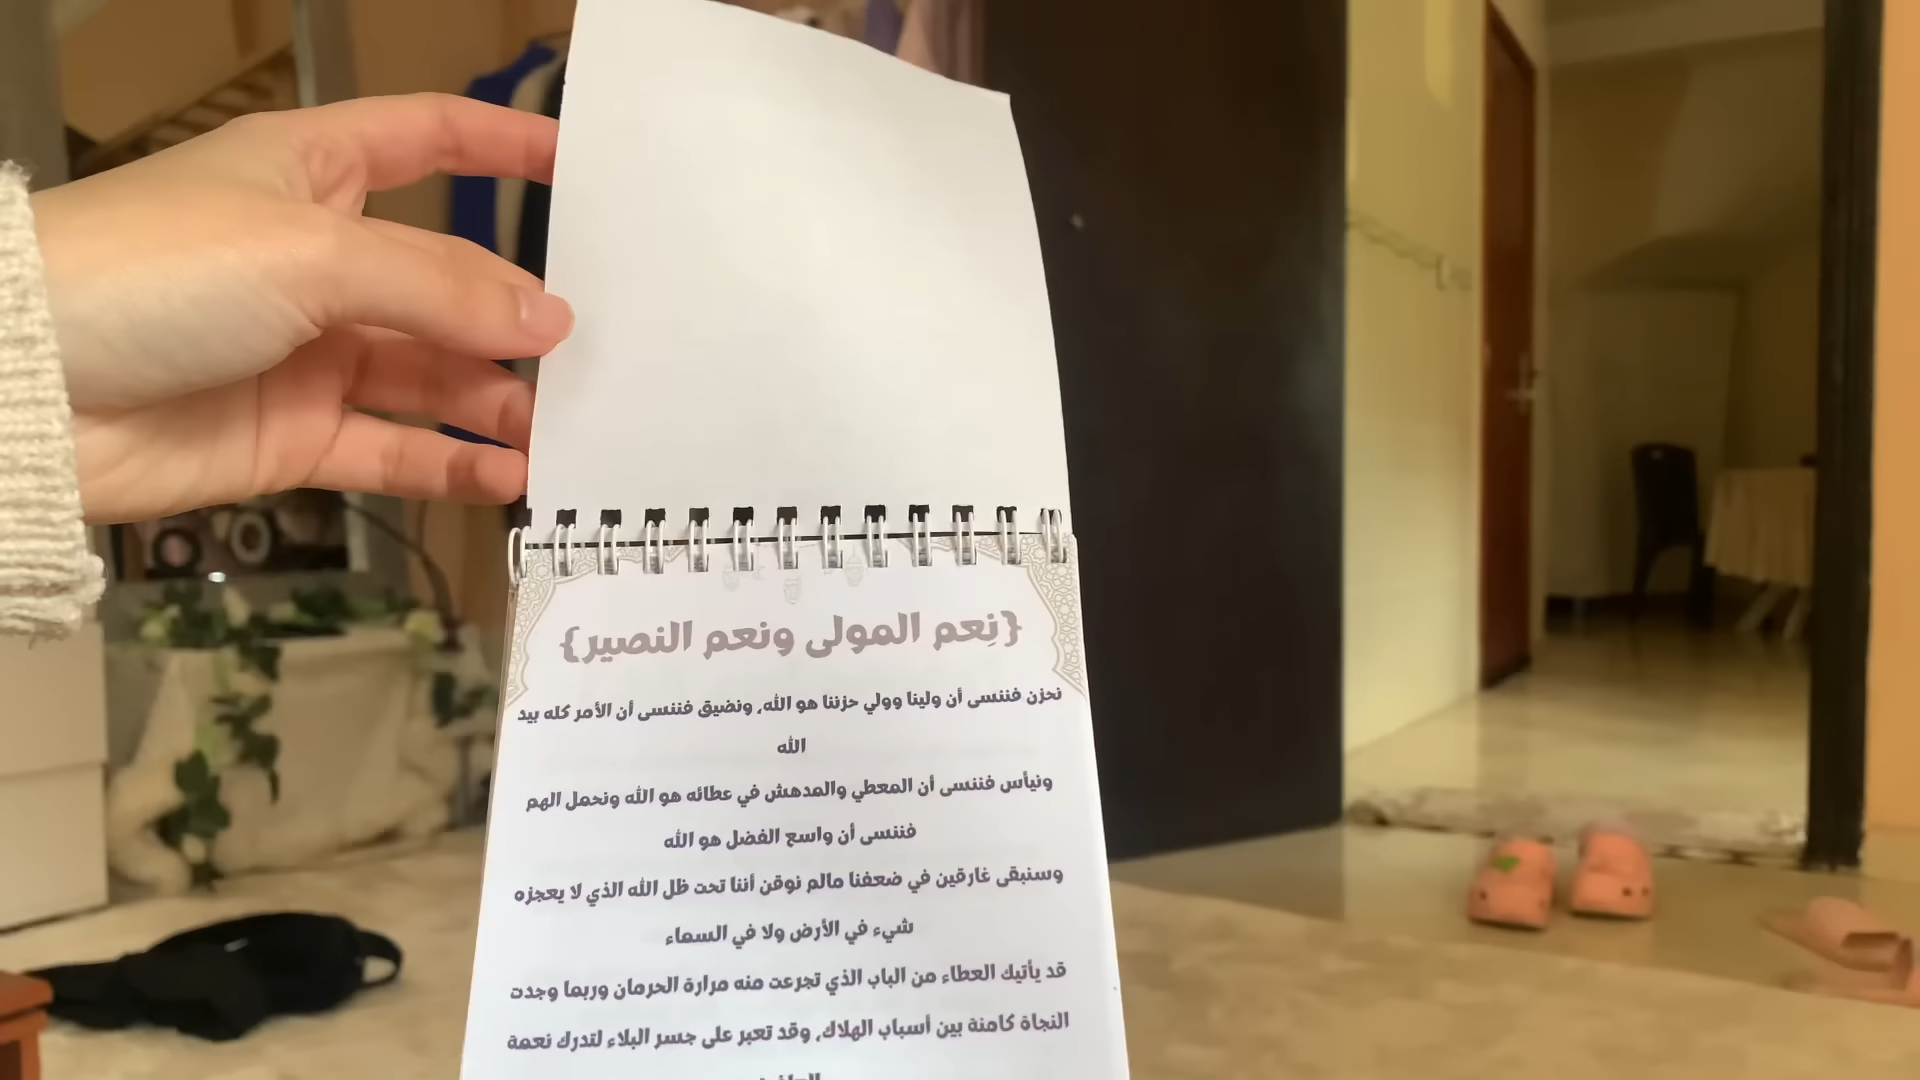 {نِعم المولى ونعم النصير}
نحزن فننسى أن ولينا وولي حزننا هو الله، ونضيق فننسى أن الأمر كله بيد
الله
ونيأس فننسى أن المعطي والمدهش في عطائه هو الله ونحمل الهم
فننسى أن واسع الفضل هو الله
وسنبقى غارقين في ضعفنا مالم نوقن أننا تحت ظل الله الذي لا يعجزه
شيء في الأرض ولا في السماء
قد يأتيك العطاء من الباب الذي تجرعت منه مرارة الحرمان وربما وجدت
النجاة كامنة بين أسباب الهلاك، وقد تعبر على جسر البلاء لتدرك نعمة